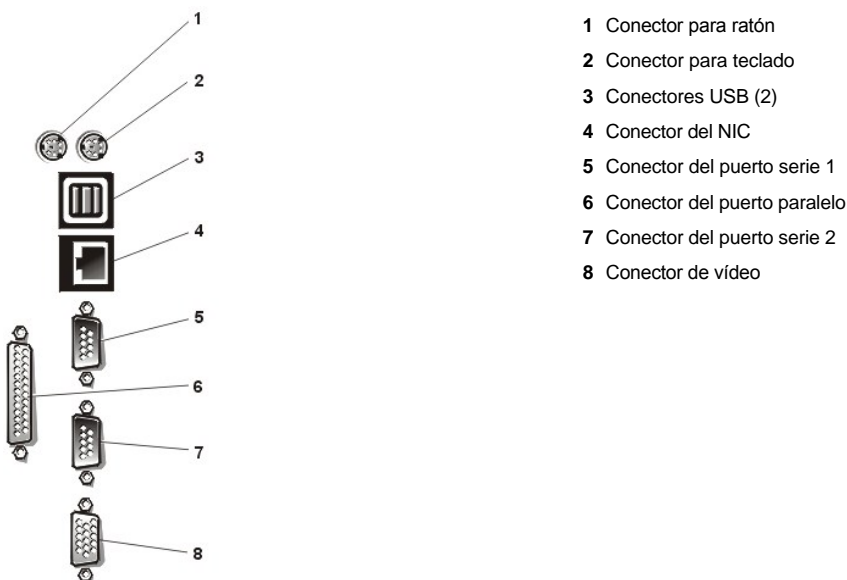 1
2
3
4
5
6
7
8
1 Conector para ratón
2 Conector para teclado
3 Conectores USB (2)
4 Conector del NIC
5 Conector del puerto serie 1
6 Conector del puerto paralelo
7 Conector del puerto serie 2
8 Conector de vídeo